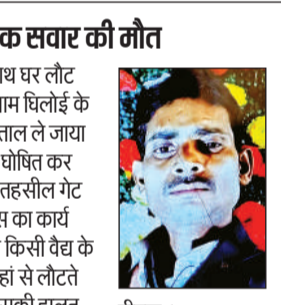 क सवार की मौत
थ घर लौट
ाम घिलोई के
ताल ले जाया
घोषित कर
तहसील गेट
स का कार्य
किसी वैद्य के
हां से लौटते